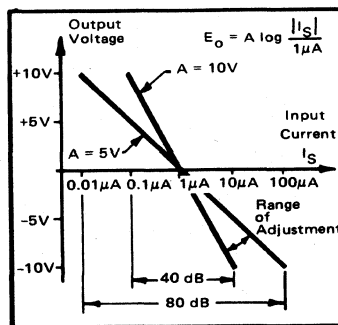 Output
Voltage
E₀ = A log |I_S| / 1μA
+10V
A = 10V
+5V
Input
Current
I_S
A = 5V
0.01μA 0.1μA 1μA 10μA 100μA
-5V
Range
of
Adjustment
-10V
40 dB
80 dB